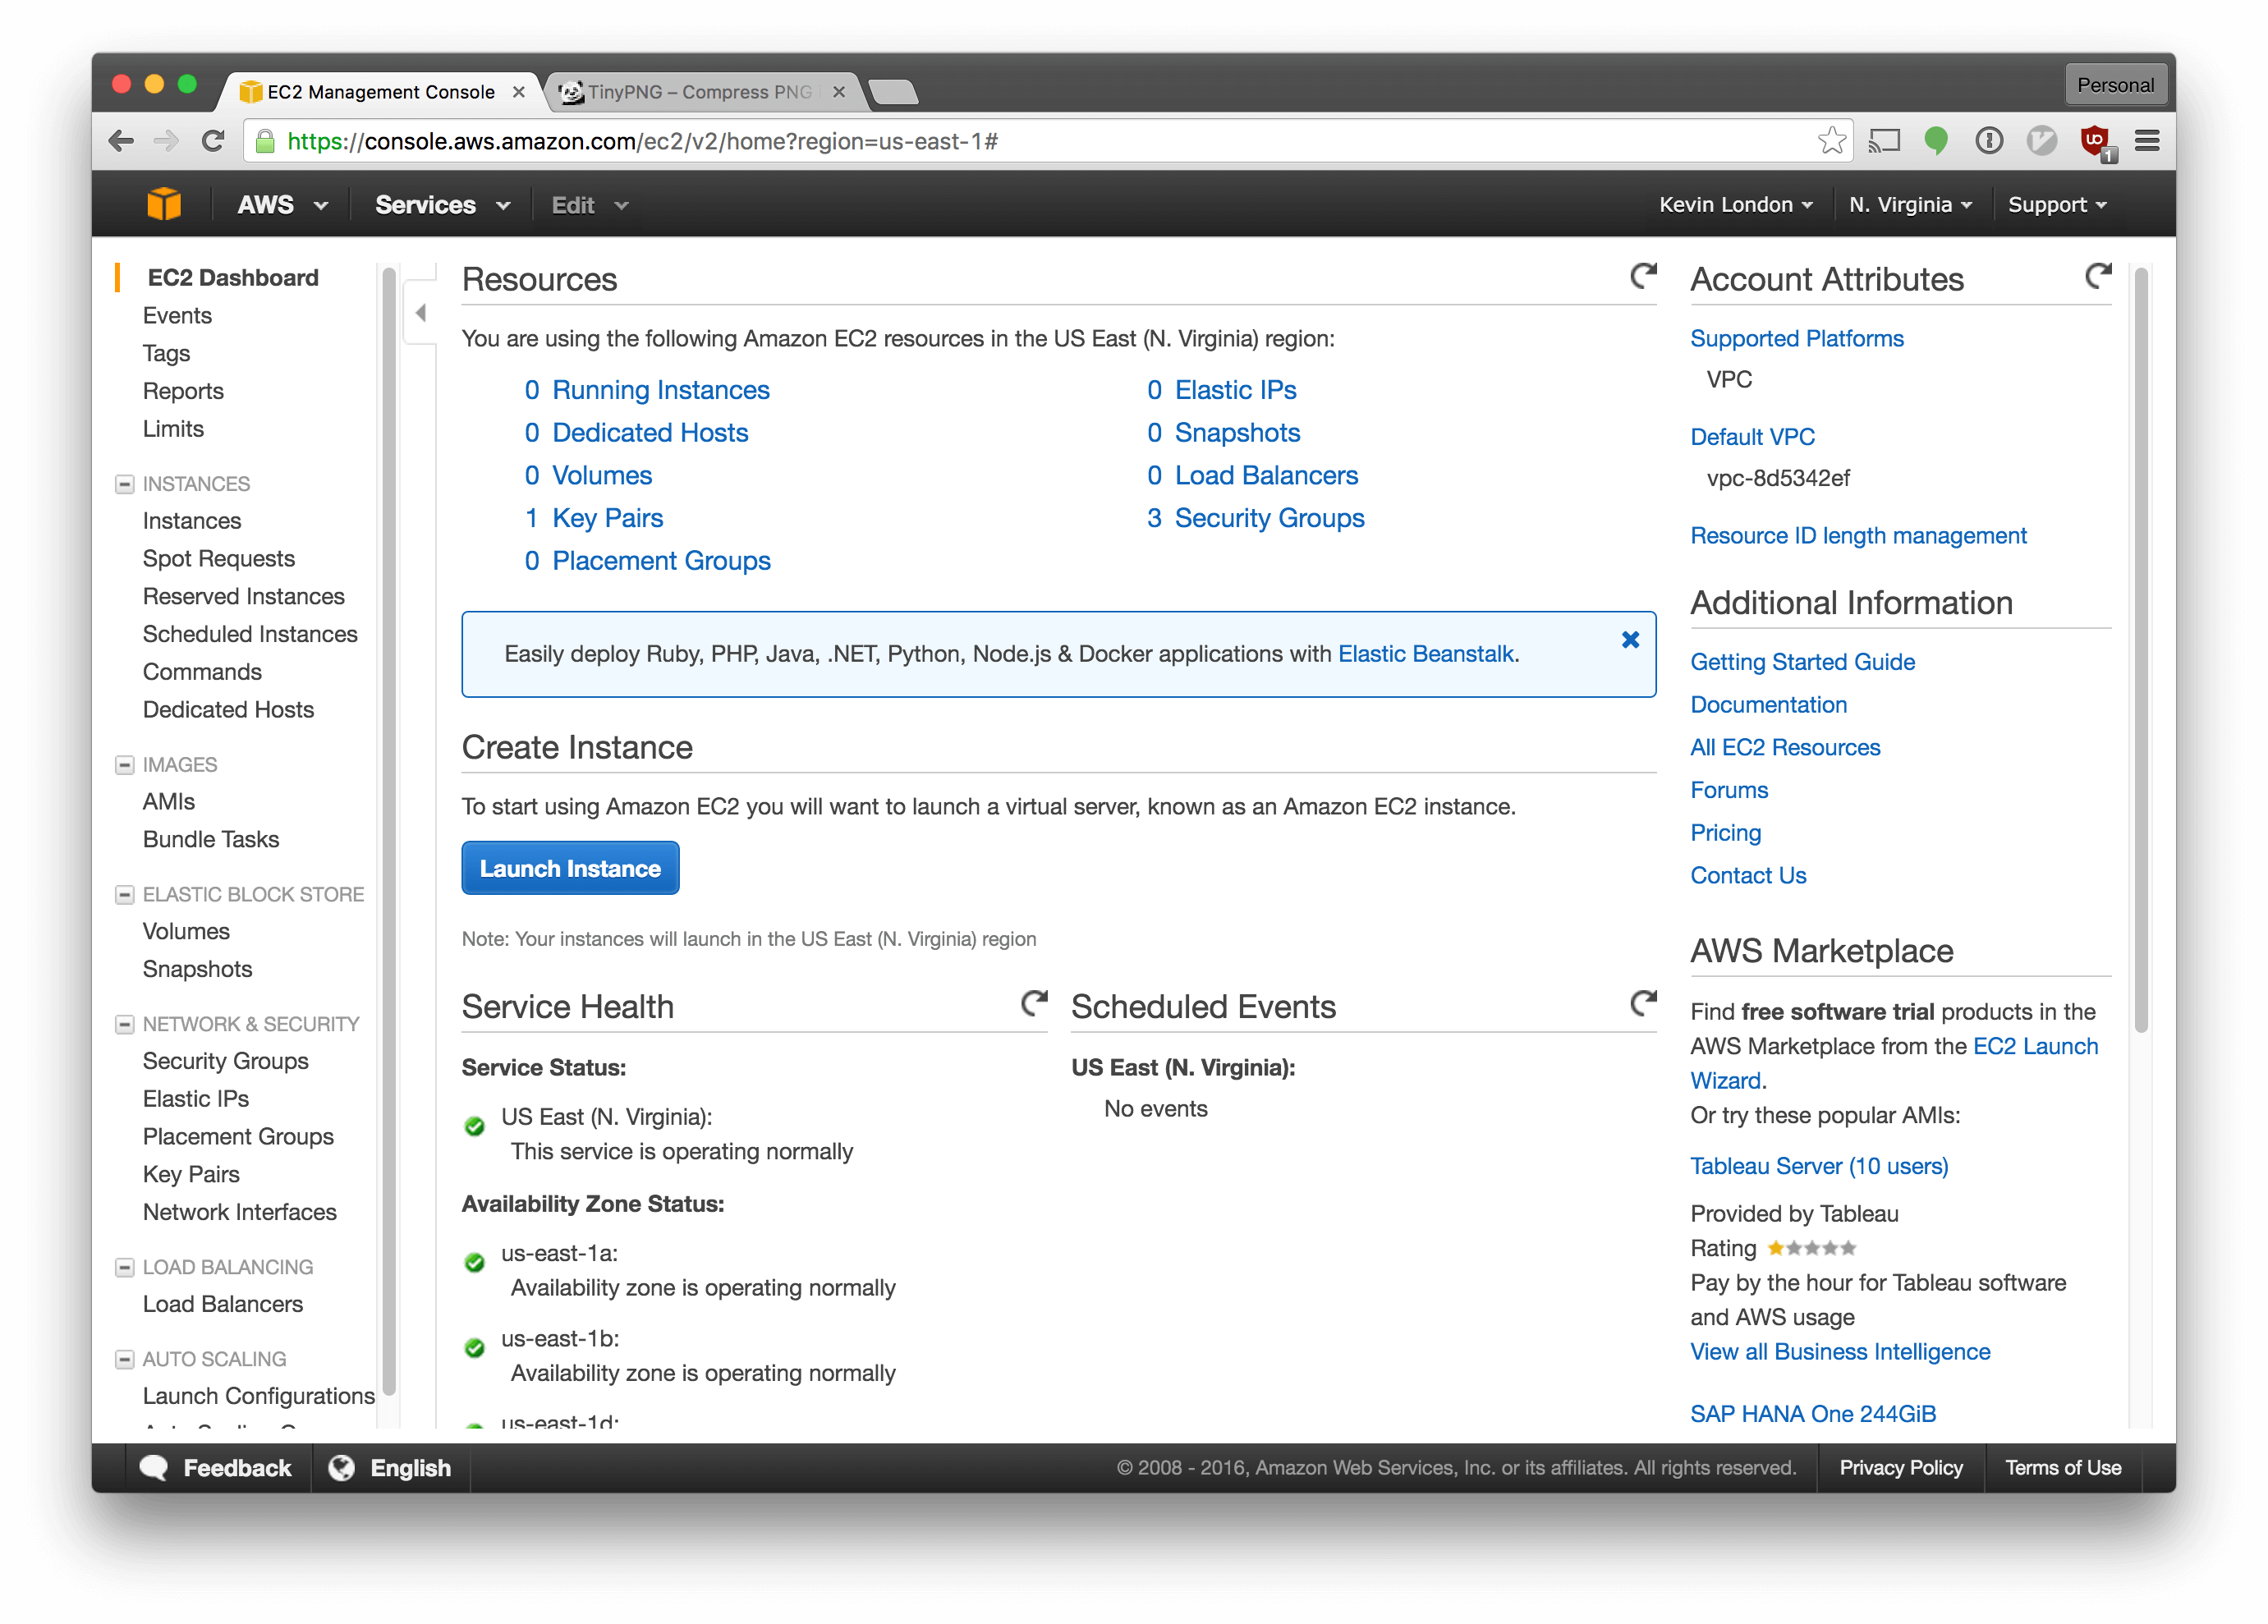 EC2 Management Console
TinyPNG – Compress PNG
Personal
https://console.aws.amazon.com/ec2/v2/home?region=us-east-1#
1
AWS
Services
Edit
Kevin London
N. Virginia
Support
EC2 Dashboard
Events
Tags
Reports
Limits
INSTANCES
Instances
Spot Requests
Reserved Instances
Scheduled Instances
Commands
Dedicated Hosts
IMAGES
AMIs
Bundle Tasks
ELASTIC BLOCK STORE
Volumes
Snapshots
NETWORK & SECURITY
Security Groups
Elastic IPs
Placement Groups
Key Pairs
Network Interfaces
LOAD BALANCING
Load Balancers
AUTO SCALING
Launch Configurations
Resources
You are using the following Amazon EC2 resources in the US East (N. Virginia) region:
0 Running Instances
0 Elastic IPs
0 Dedicated Hosts
0 Snapshots
0 Volumes
0 Load Balancers
1 Key Pairs
3 Security Groups
0 Placement Groups
Easily deploy Ruby, PHP, Java, .NET, Python, Node.js & Docker applications with Elastic Beanstalk.
Create Instance
To start using Amazon EC2 you will want to launch a virtual server, known as an Amazon EC2 instance.
Launch Instance
Note: Your instances will launch in the US East (N. Virginia) region
Service Health
Service Status:
US East (N. Virginia):
This service is operating normally
Availability Zone Status:
us-east-1a:
Availability zone is operating normally
us-east-1b:
Availability zone is operating normally
us-east-1d:
Scheduled Events
US East (N. Virginia):
No events
Account Attributes
Supported Platforms
VPC
Default VPC
vpc-8d5342ef
Resource ID length management
Additional Information
Getting Started Guide
Documentation
All EC2 Resources
Forums
Pricing
Contact Us
AWS Marketplace
Find free software trial products in the
AWS Marketplace from the EC2 Launch
Wizard.
Or try these popular AMIs:
Tableau Server (10 users)
Provided by Tableau
Rating
Pay by the hour for Tableau software
and AWS usage
View all Business Intelligence
SAP HANA One 244GiB
Feedback
English
© 2008 - 2016, Amazon Web Services, Inc. or its affiliates. All rights reserved.
Privacy Policy
Terms of Use